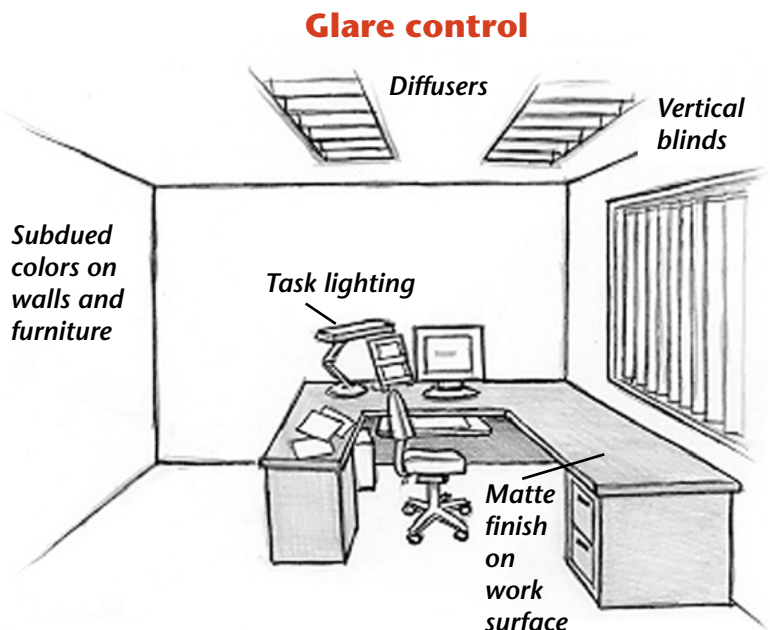 Glare control
Diffusers
Vertical
blinds
Subdued
colors on
walls and
furniture
Task lighting
Matte
finish
on
work
surface